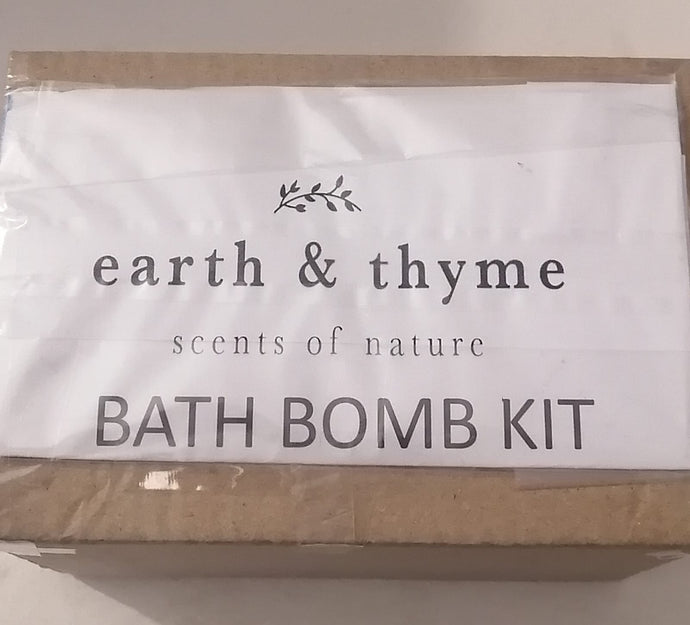 earth & thyme
scents of nature
BATH BOMB KIT